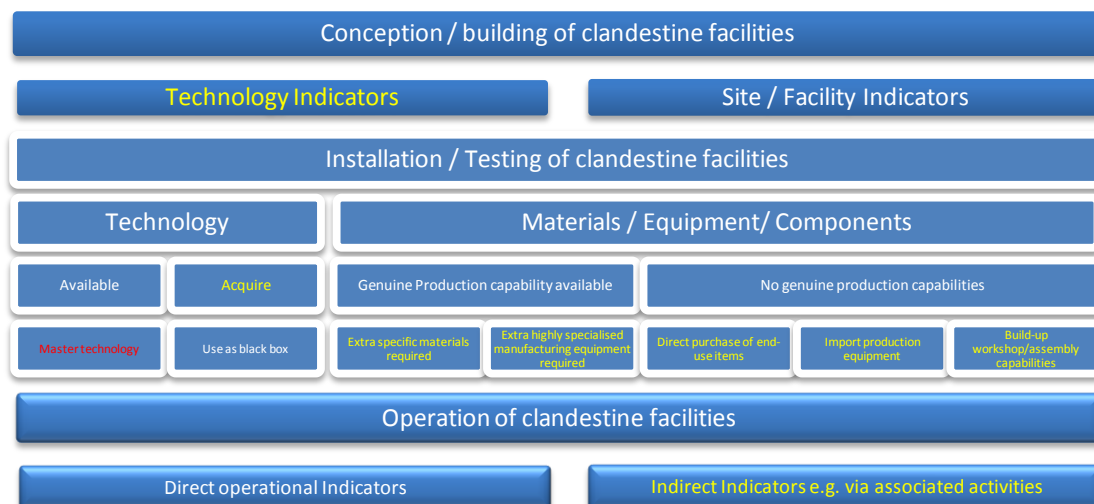 Conception / building of clandestine facilities
Technology Indicators
Site / Facility Indicators
Installation / Testing of clandestine facilities
Technology
Materials / Equipment/ Components
Available
Acquire
Genuine Production capability available
No genuine production capabilities
Master technology
Use as black box
Extra specific materials
required
Extra highly specialised
manufacturing equipment
required
Direct purchase of end-
use items
Import production
equipment
Build-up
workshop/assembly
capabilities
Operation of clandestine facilities
Direct operational Indicators
Indirect Indicators e.g. via associated activities